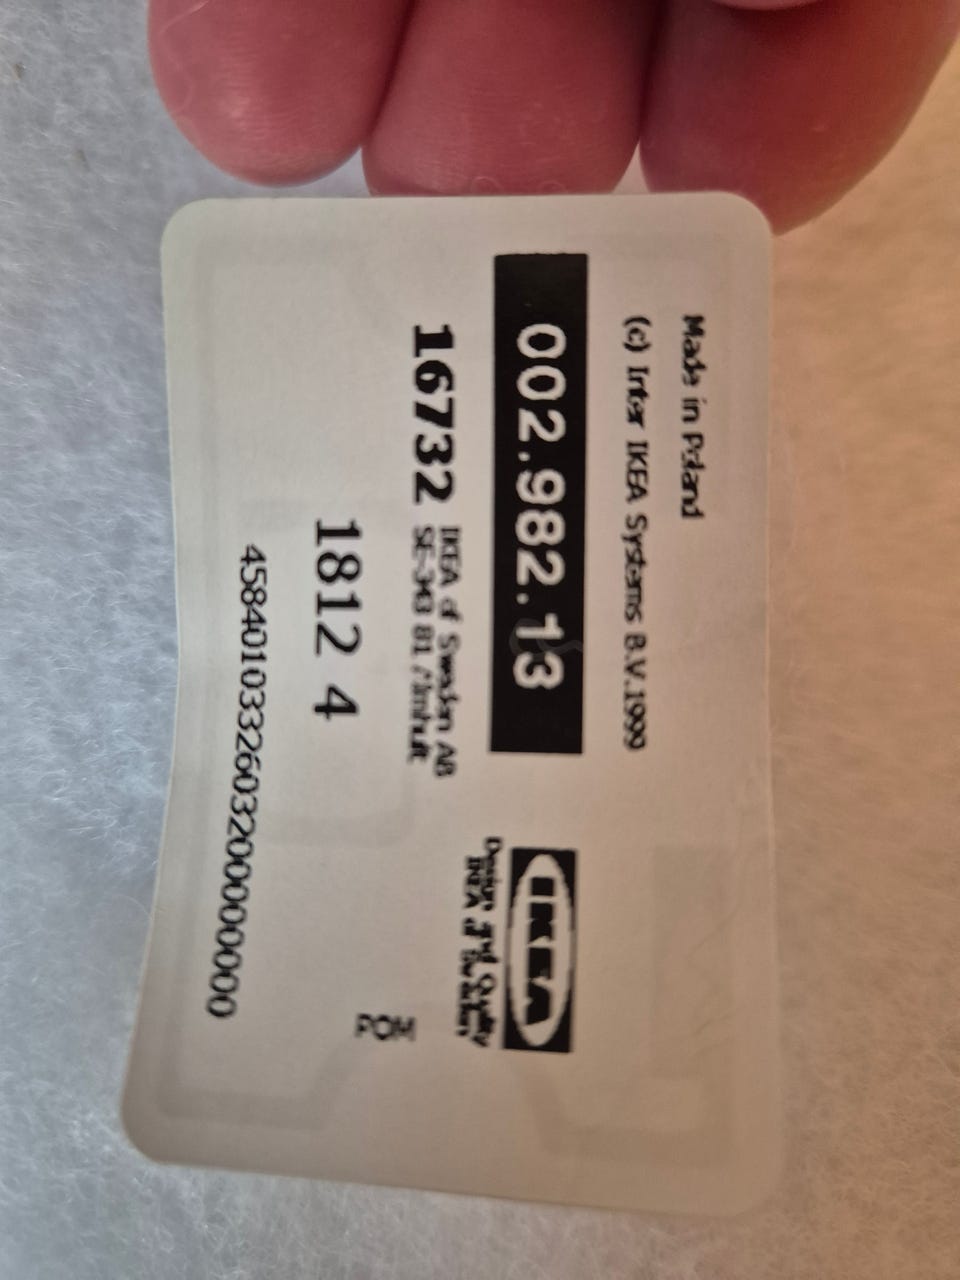 Made in Poland
(c) Inter IKEA Systems B.V.1999
002.982.13
16732
IKEA of Sweden AB
SE-343 81 Älmhult
1812 4
45840103326032000000000
IKEA
Design and Quality
IKEA of Sweden